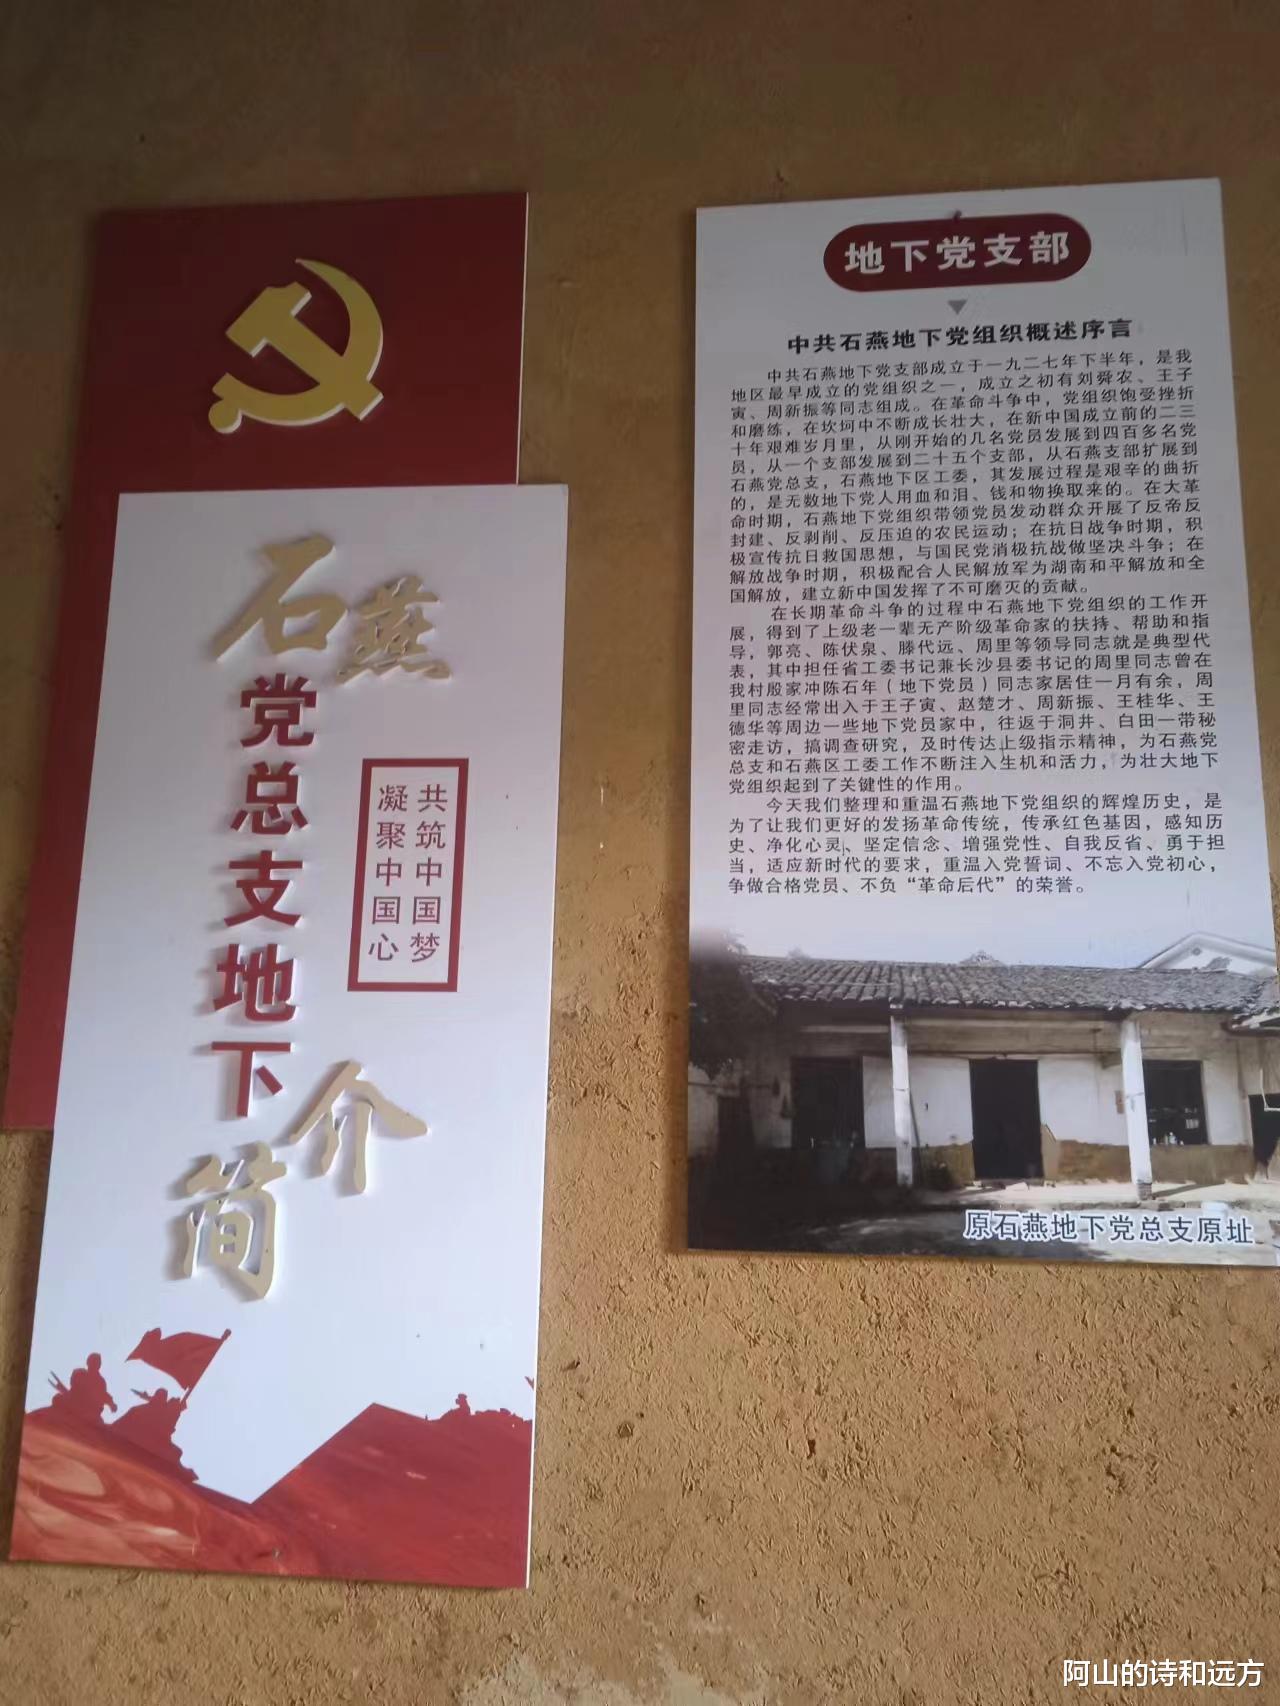 石燕
党总支地下
简介
共筑中国梦
凝聚中国心
地下党支部
中共石燕地下党组织概述序言
中共石燕地下党支部成立于一九二七年下半年，是我
地区最早成立的党组织之一，成立之初有刘舜农、王子
寅、周新振等同志组成。在革命斗争中，党组织饱受挫折
和磨练，在坎坷中不断成长壮大，在新中国成立前的二三
十年艰难岁月里，从刚开始的几名党员发展到四百多名党
员，从一个支部发展到二十五个支部，从石燕支部扩展到
石燕党总支，石燕地下区工委，其发展过程是艰辛的曲折
的，是无数地下党人用血和泪、钱和物换取来的。在大革
命时期，石燕地下党组织带领党员发动群众开展了反帝反
封建、反剥削、反压迫的农民运动；在抗日战争时期，积
极宣传抗日救国思想，与国民党消极抗战做坚决斗争；在
解放战争时期，积极配合人民解放军为湖南和平解放和全
国解放，建立新中国发挥了不可磨灭的贡献。
在长期革命斗争的过程中石燕地下党组织的工作开
展，得到了上级老一辈无产阶级革命家的扶持、帮助和指
导，郭亮、陈伏泉、滕代远、周里等领导同志就是典型代
表，其中担任省工委书记兼长沙县委书记的周里同志曾在
我村殷家冲陈石年（地下党员）同志家居住一月有余，周
里同志经常出入于王子寅、赵楚才、周新振、王桂华、王
德华等周边一些地下党员家中，往返于洞井、白田一带秘
密走访，搞调查研究，及时传达上级指示精神，为石燕党
总支和石燕区工委工作不断注入生机和活力，为壮大地下
党组织起到了关键性的作用。
今天我们整理和重温石燕地下党组织的辉煌历史，是
为了让我们更好的发扬革命传统，传承红色基因，感知历
史、净化心灵、坚定信念、增强党性、自我反省、勇于担
当，适应新时代的要求，重温入党誓词、不忘入党初心，
争做合格党员、不负“革命后代”的荣誉。
原石燕地下党总支原址
阿山的诗和远方